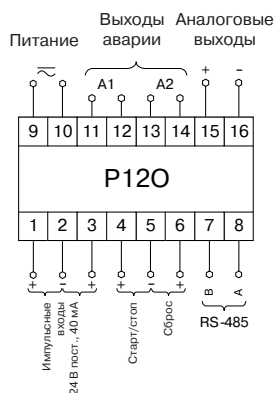 Питание
Выходы
аварии
Аналоговые
выходы
A1
A2
+
–
9 10 11 12 13 14 15 16
P12O
1 2 3 4 5 6 7 8
+ – + + – +
Импульсные
входы
24 В пост., 40 мА
Старт/стоп
Сброс
B
A
RS-485